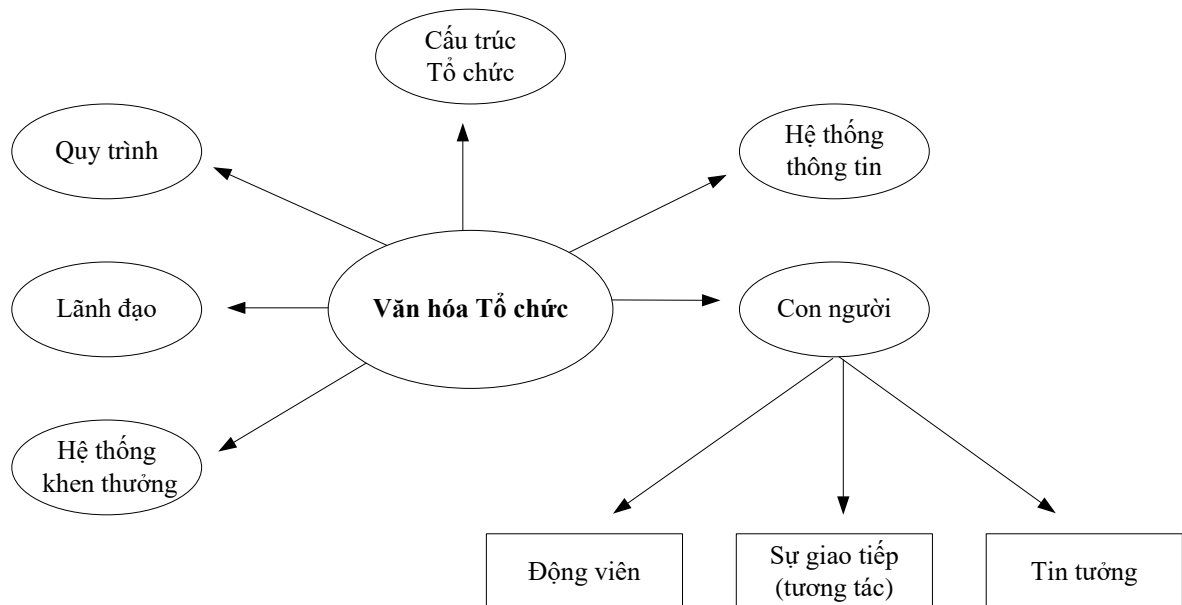 Cấu trúc
Tổ chức
Quy trình
Hệ thống
thông tin
Lãnh đạo
Văn hóa Tổ chức
Con người
Hệ thống
khen thưởng
Động viên
Sự giao tiếp
(tương tác)
Tin tưởng